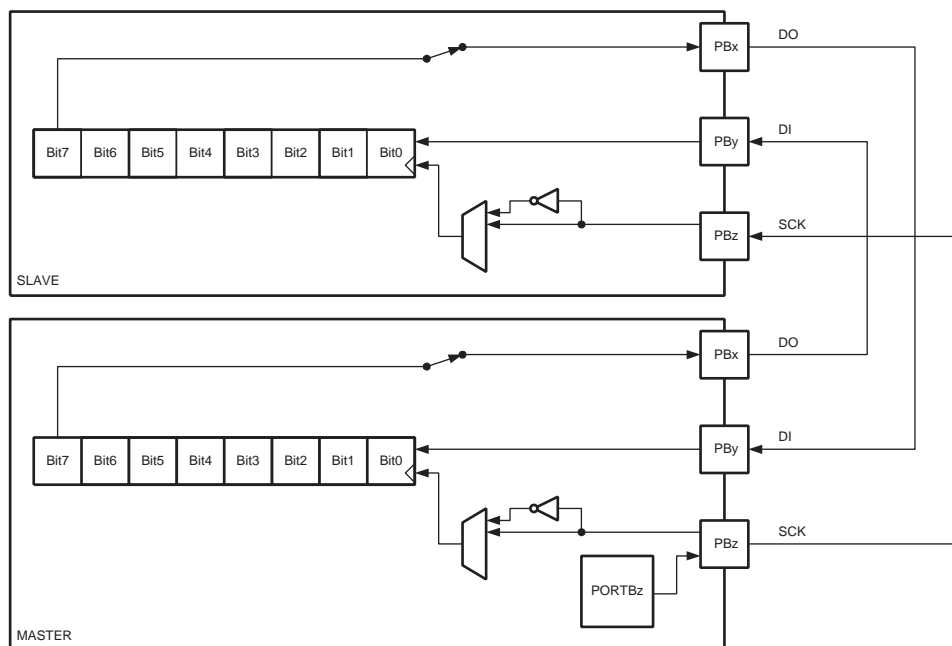 PBx
DO
Bit7 Bit6 Bit5 Bit4 Bit3 Bit2 Bit1 Bit0
PBy
DI
PBz
SCK
SLAVE
PBx
DO
Bit7 Bit6 Bit5 Bit4 Bit3 Bit2 Bit1 Bit0
PBy
DI
PBz
SCK
PORTBz
MASTER